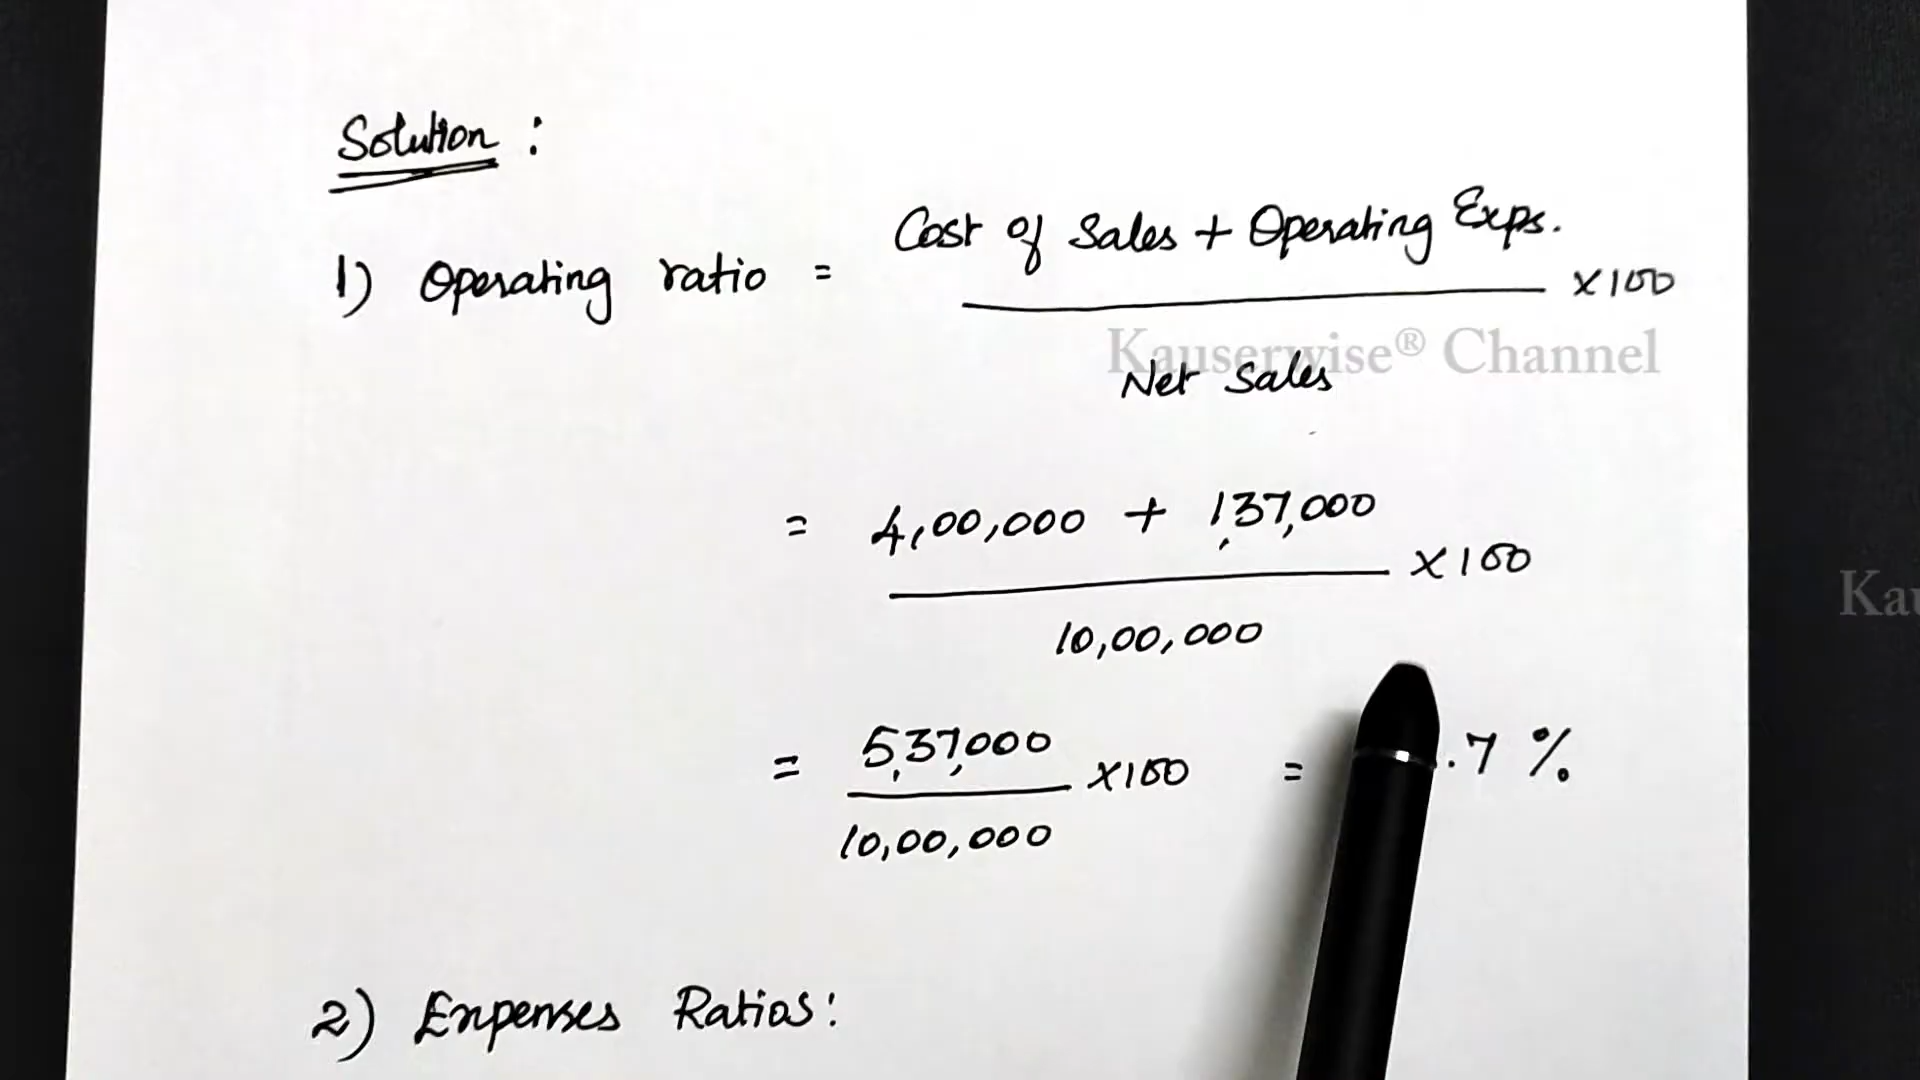 Solution :
1) Operating ratio = Cost of Sales + Operating Exps. x100
Kauserwise® Channel
Net Sales
= 4,00,000 + 1,37,000 x100
10,00,000
= 5,37,000 x100 = .7 %
10,00,000
2) Expenses Ratios: